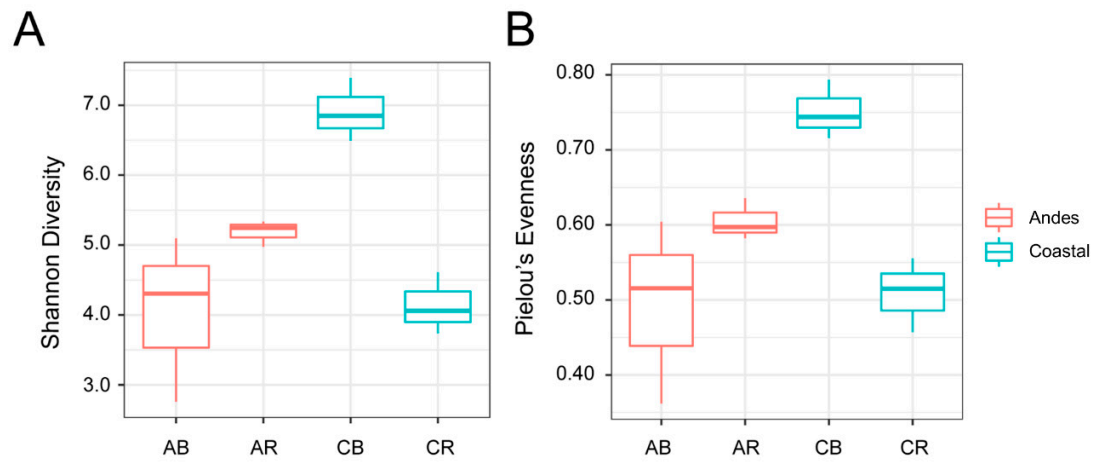 A
B
Shannon Diversity
7.0
6.0
5.0
4.0
3.0
AB AR CB CR
Pielou's Evenness
0.80
0.70
0.60
0.50
0.40
AB AR CB CR
Andes
Coastal